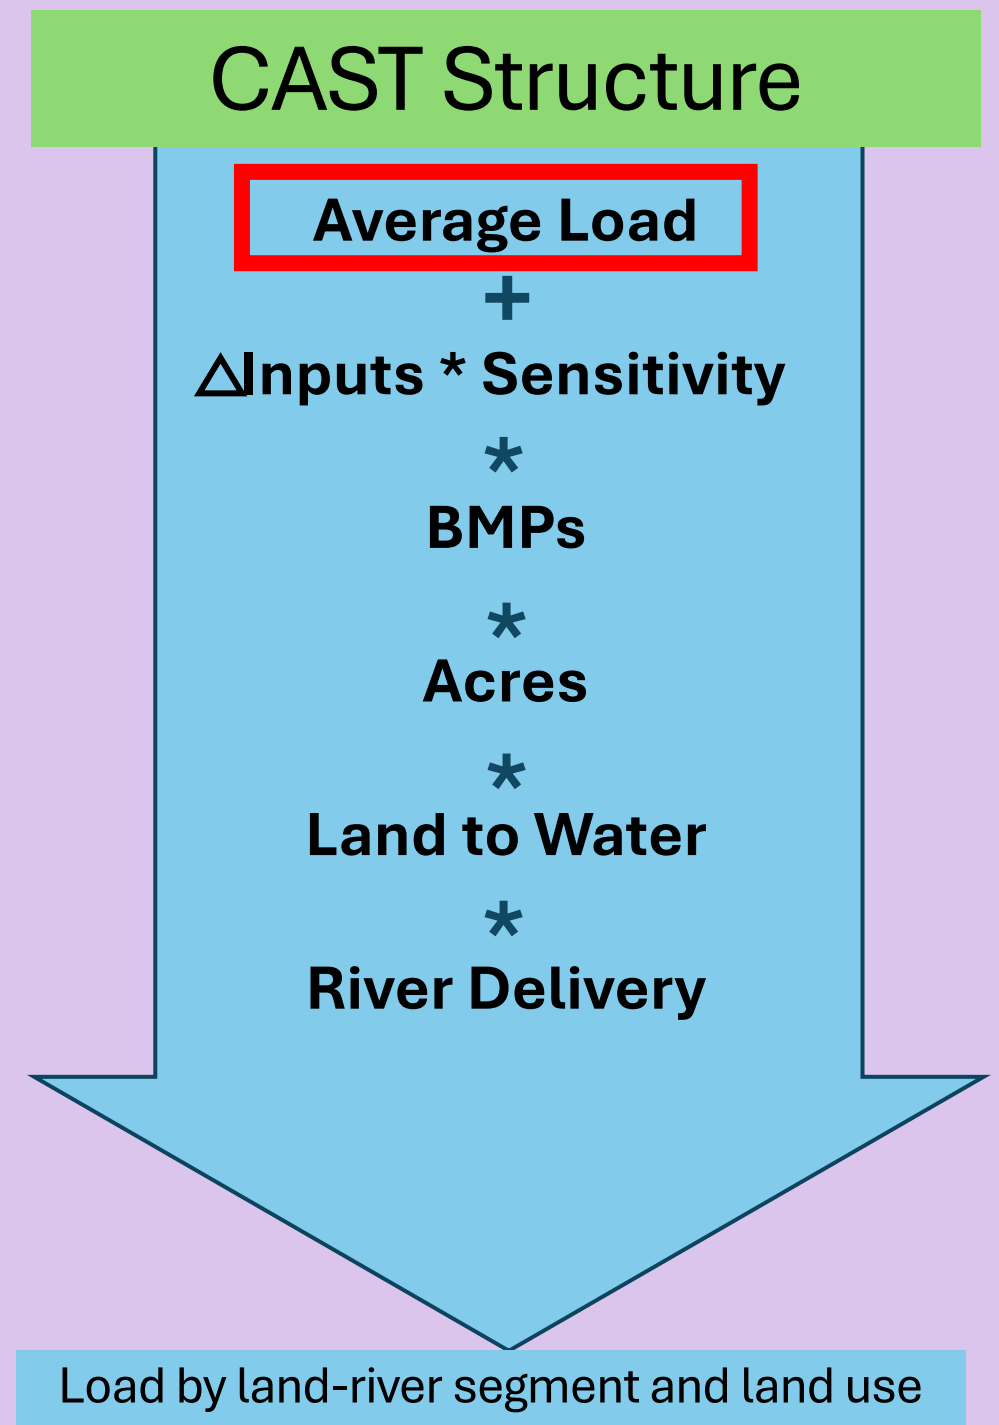 CAST Structure
Average Load
+
△Inputs * Sensitivity
*
BMPs
*
Acres
*
Land to Water
*
River Delivery
Load by land-river segment and land use